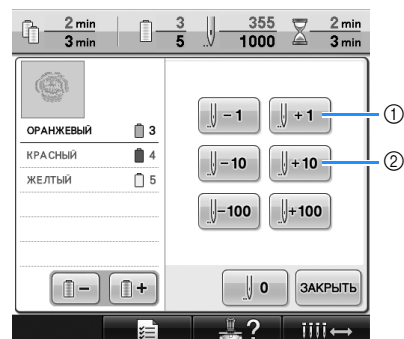 2 min
3 min
3
5
355
1000
2 min
3 min
ОРАНЖЕВЫЙ 3
КРАСНЫЙ 4
ЖЕЛТЫЙ 5
-1 +1 1
-10 +10 2
-100 +100
- + 0 ЗАКРЫТЬ
?